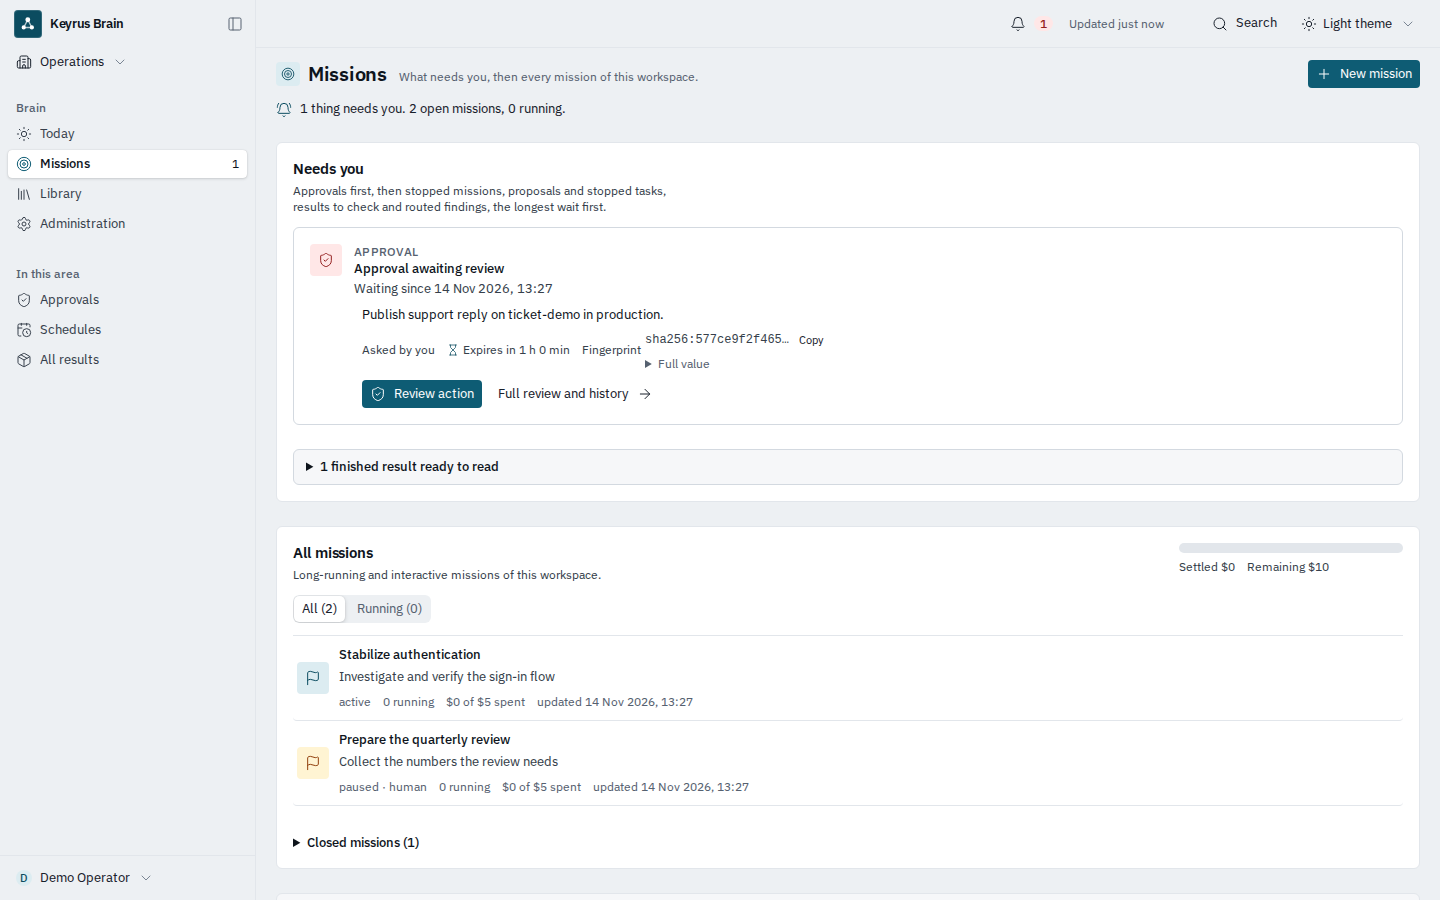 Keyrus Brain
Operations
Brain
Today
Missions 1
Library
Administration
In this area
Approvals
Schedules
All results
D Demo Operator
1 Updated just now Search Light theme
Missions What needs you, then every mission of this workspace. New mission
1 thing needs you. 2 open missions, 0 running.
Needs you
Approvals first, then stopped missions, proposals and stopped tasks,
results to check and routed findings, the longest wait first.
APPROVAL
Approval awaiting review
Waiting since 14 Nov 2026, 13:27
Publish support reply on ticket-demo in production.
Asked by you Expires in 1 h 0 min Fingerprint sha256:577ce9f2f465… Copy
Full value
Review action Full review and history
1 finished result ready to read
All missions
Long-running and interactive missions of this workspace.
Settled $0 Remaining $10
All (2) Running (0)
Stabilize authentication
Investigate and verify the sign-in flow
active 0 running $0 of $5 spent updated 14 Nov 2026, 13:27
Prepare the quarterly review
Collect the numbers the review needs
paused · human 0 running $0 of $5 spent updated 14 Nov 2026, 13:27
Closed missions (1)